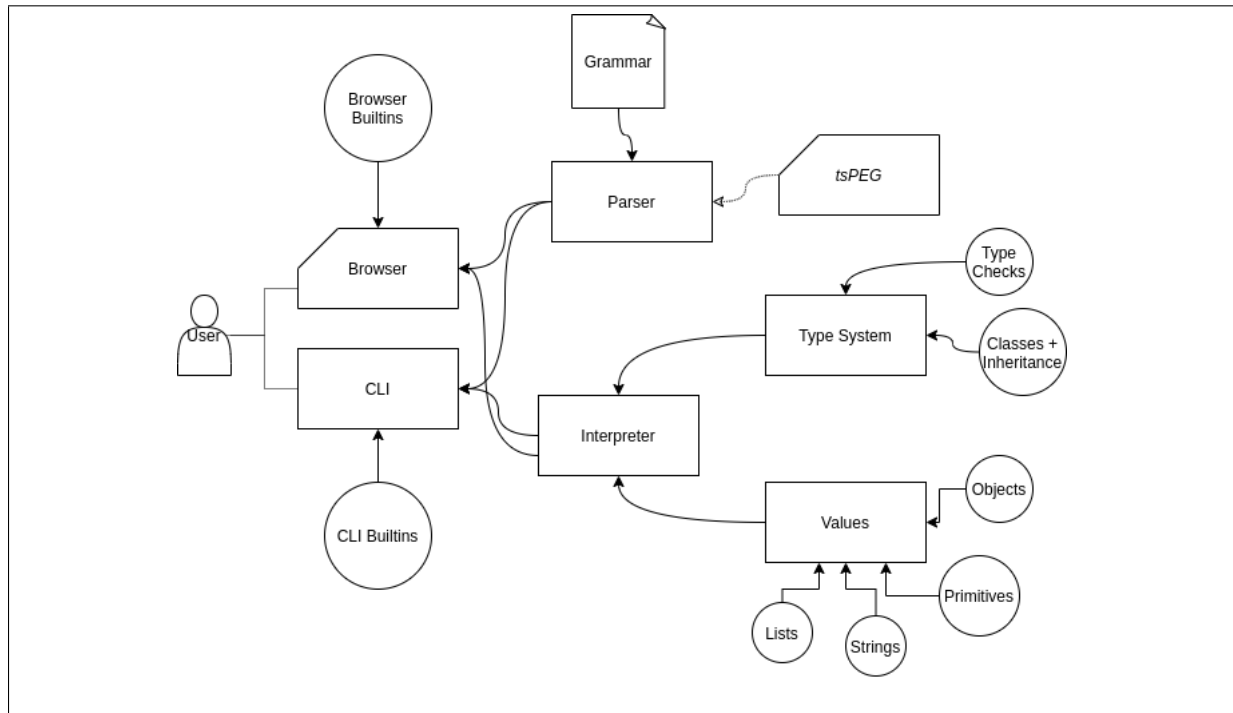 Grammar
Browser
Builtins
tsPEG
Parser
Type
Checks
Browser
User
Type System
Classes +
Inheritance
CLI
Interpreter
Objects
Values
CLI Builtins
Primitives
Lists
Strings